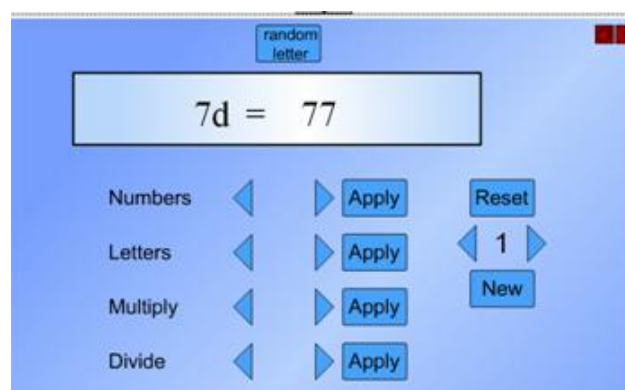 random
letter
7d = 77
Numbers Apply Reset
Letters Apply 1
Multiply Apply New
Divide Apply